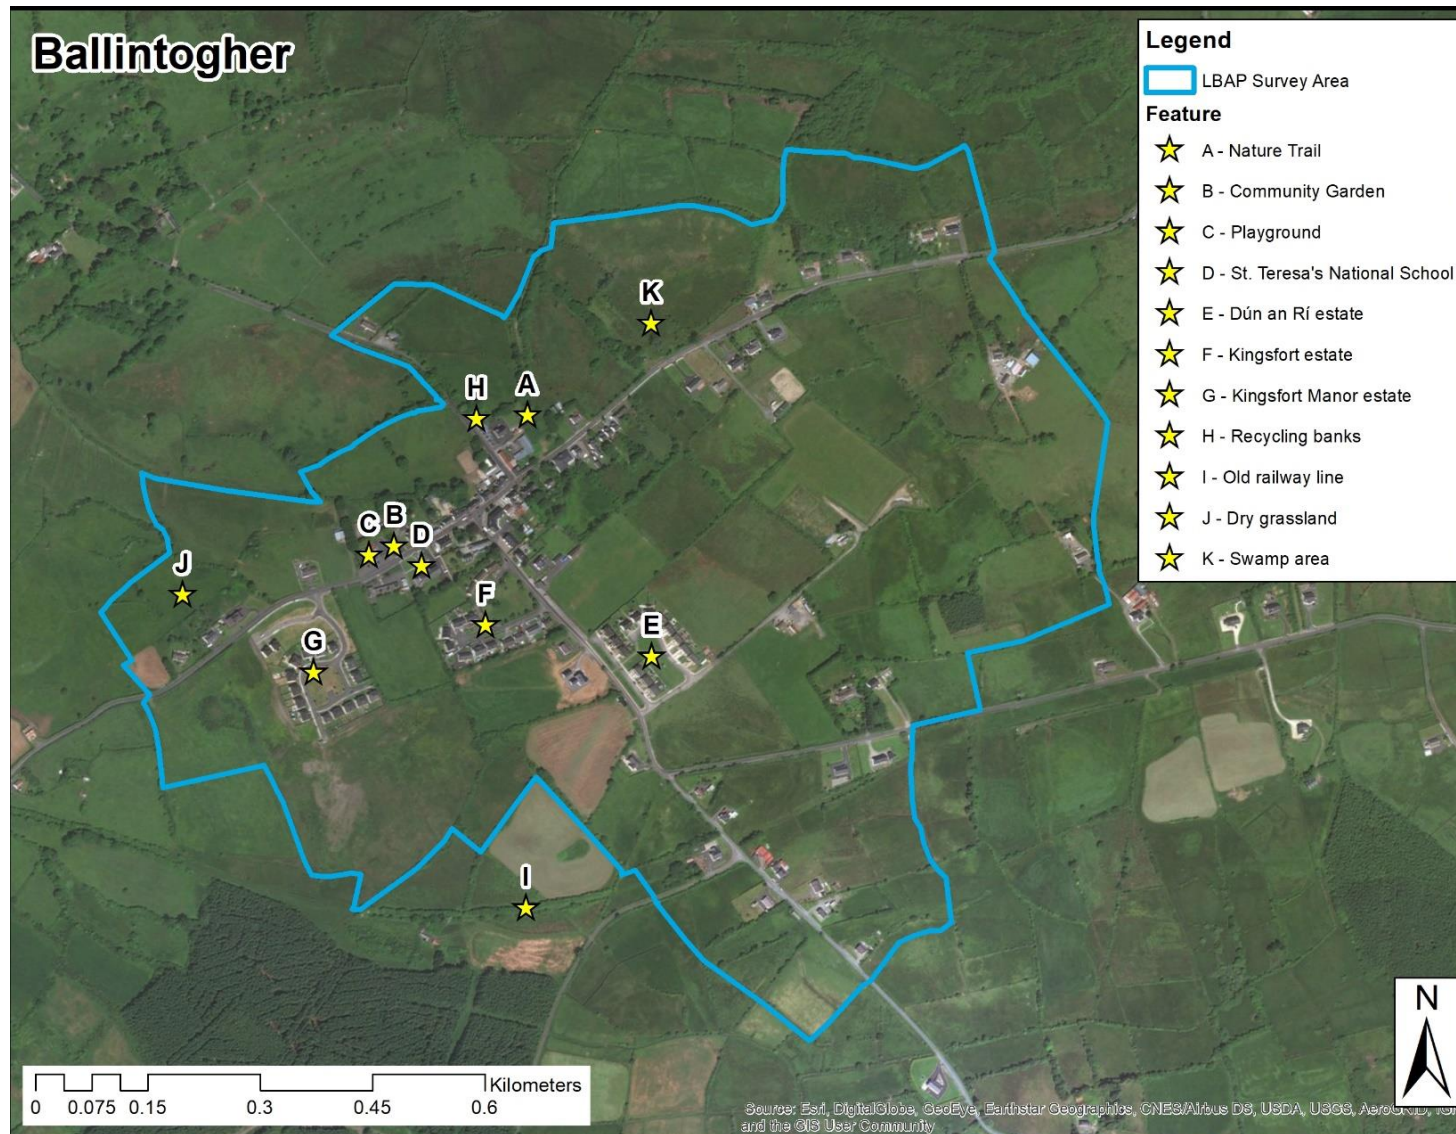 Ballintogher
Legend
LBAP Survey Area
Feature
A - Nature Trail
B - Community Garden
C - Playground
D - St. Teresa's National School
E - Dún an Rí estate
F - Kingsfort estate
G - Kingsfort Manor estate
H - Recycling banks
I - Old railway line
J - Dry grassland
K - Swamp area
K
H
A
C
B
D
J
F
G
E
I
N
Kilometers
0 0.075 0.15 0.3 0.45 0.6
Source: Esri, DigitalGlobe, GeoEye, Earthstar Geographics, CNES/Airbus DS, USDA, USGS,
and the GIS User Community